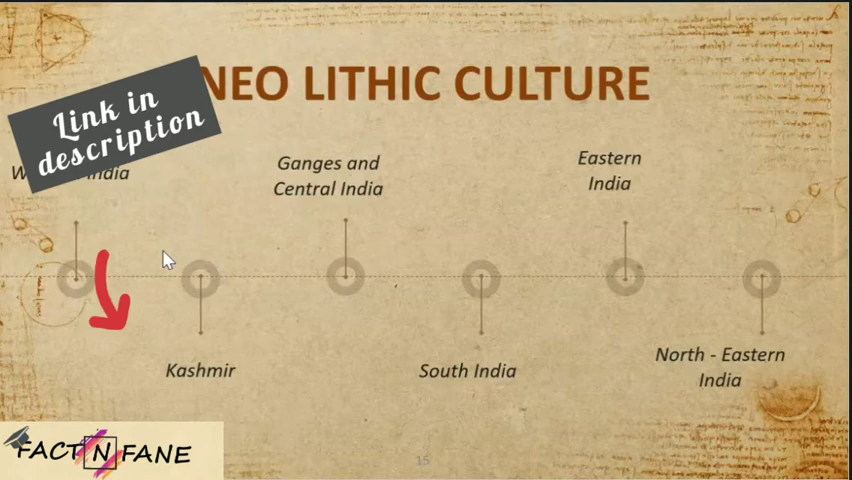 NEO LITHIC CULTURE
Link in
description
India
Ganges and
Central India
Eastern
India
Kashmir
South India
North - Eastern
India
FACT N FANE
15